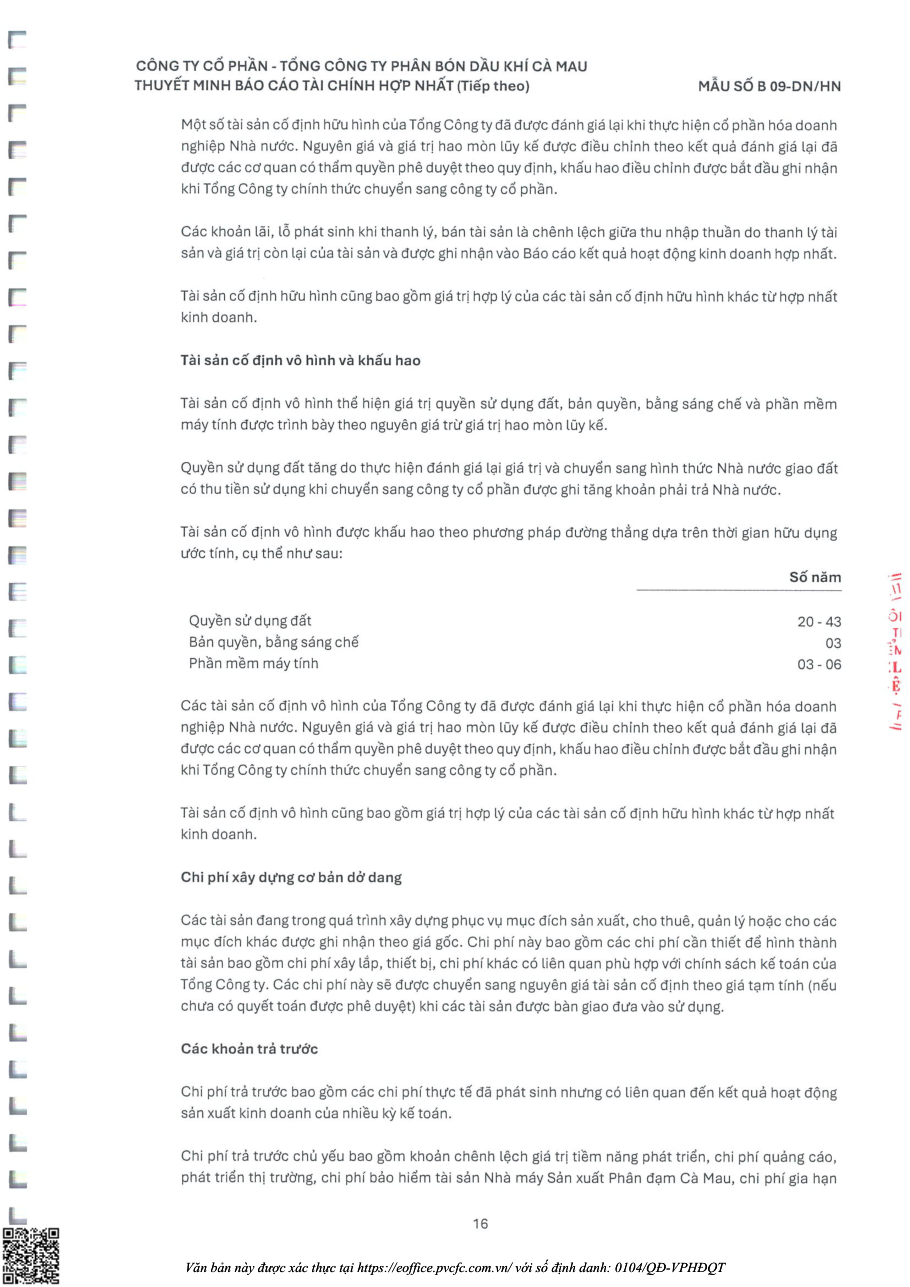 CÔNG TY CỔ PHẦN - TỔNG CÔNG TY PHÂN BÓN DẦU KHÍ CÀ MAU
THUYẾT MINH BÁO CÁO TÀI CHÍNH HỢP NHẤT (Tiếp theo) MẪU SỐ B 09-DN/HN
Một số tài sản cố định hữu hình của Tổng Công ty đã được đánh giá lại khi thực hiện cổ phần hóa doanh
nghiệp Nhà nước. Nguyên giá và giá trị hao mòn lũy kế được điều chỉnh theo kết quả đánh giá lại đã
được các cơ quan có thẩm quyền phê duyệt theo quy định, khấu hao điều chỉnh được bắt đầu ghi nhận
khi Tổng Công ty chính thức chuyển sang công ty cổ phần.
Các khoản lãi, lỗ phát sinh khi thanh lý, bán tài sản là chênh lệch giữa thu nhập thuần do thanh lý tài
sản và giá trị còn lại của tài sản và được ghi nhận vào Báo cáo kết quả hoạt động kinh doanh hợp nhất.
Tài sản cố định hữu hình cũng bao gồm giá trị hợp lý của các tài sản cố định hữu hình khác từ hợp nhất
kinh doanh.
Tài sản cố định vô hình và khấu hao
Tài sản cố định vô hình thể hiện giá trị quyền sử dụng đất, bản quyền, bằng sáng chế và phần mềm
máy tính được trình bày theo nguyên giá trừ giá trị hao mòn lũy kế.
Quyền sử dụng đất tăng do thực hiện đánh giá lại giá trị và chuyển sang hình thức Nhà nước giao đất
có thu tiền sử dụng khi chuyển sang công ty cổ phần được ghi tăng khoản phải trả Nhà nước.
Tài sản cố định vô hình được khấu hao theo phương pháp đường thẳng dựa trên thời gian hữu dụng
ước tính, cụ thể như sau:
Số năm
Quyền sử dụng đất 20 - 43
Bản quyền, bằng sáng chế 03
Phần mềm máy tính 03 - 06
Các tài sản cố định vô hình của Tổng Công ty đã được đánh giá lại khi thực hiện cổ phần hóa doanh
nghiệp Nhà nước. Nguyên giá và giá trị hao mòn lũy kế được điều chỉnh theo kết quả đánh giá lại đã
được các cơ quan có thẩm quyền phê duyệt theo quy định, khấu hao điều chỉnh được bắt đầu ghi nhận
khi Tổng Công ty chính thức chuyển sang công ty cổ phần.
Tài sản cố định vô hình cũng bao gồm giá trị hợp lý của các tài sản cố định hữu hình khác từ hợp nhất
kinh doanh.
Chi phí xây dựng cơ bản dở dang
Các tài sản đang trong quá trình xây dựng phục vụ mục đích sản xuất, cho thuê, quản lý hoặc cho các
mục đích khác được ghi nhận theo giá gốc. Chi phí này bao gồm các chi phí cần thiết để hình thành
tài sản bao gồm chi phí xây lắp, thiết bị, chi phí khác có liên quan phù hợp với chính sách kế toán của
Tổng Công ty. Các chi phí này sẽ được chuyển sang nguyên giá tài sản cố định theo giá tạm tính (nếu
chưa có quyết toán được phê duyệt) khi các tài sản được bàn giao đưa vào sử dụng.
Các khoản trả trước
Chi phí trả trước bao gồm các chi phí thực tế đã phát sinh nhưng có liên quan đến kết quả hoạt động
sản xuất kinh doanh của nhiều kỳ kế toán.
Chi phí trả trước chủ yếu bao gồm khoản chênh lệch giá trị tiềm năng phát triển, chi phí quảng cáo,
phát triển thị trường, chi phí bảo hiểm tài sản Nhà máy Sản xuất Phân đạm Cà Mau, chi phí gia hạn
16
Văn bản này được xác thực tại https://eoffice.pvcfc.com.vn/ với số định danh: 0104/QĐ-VPHĐQT